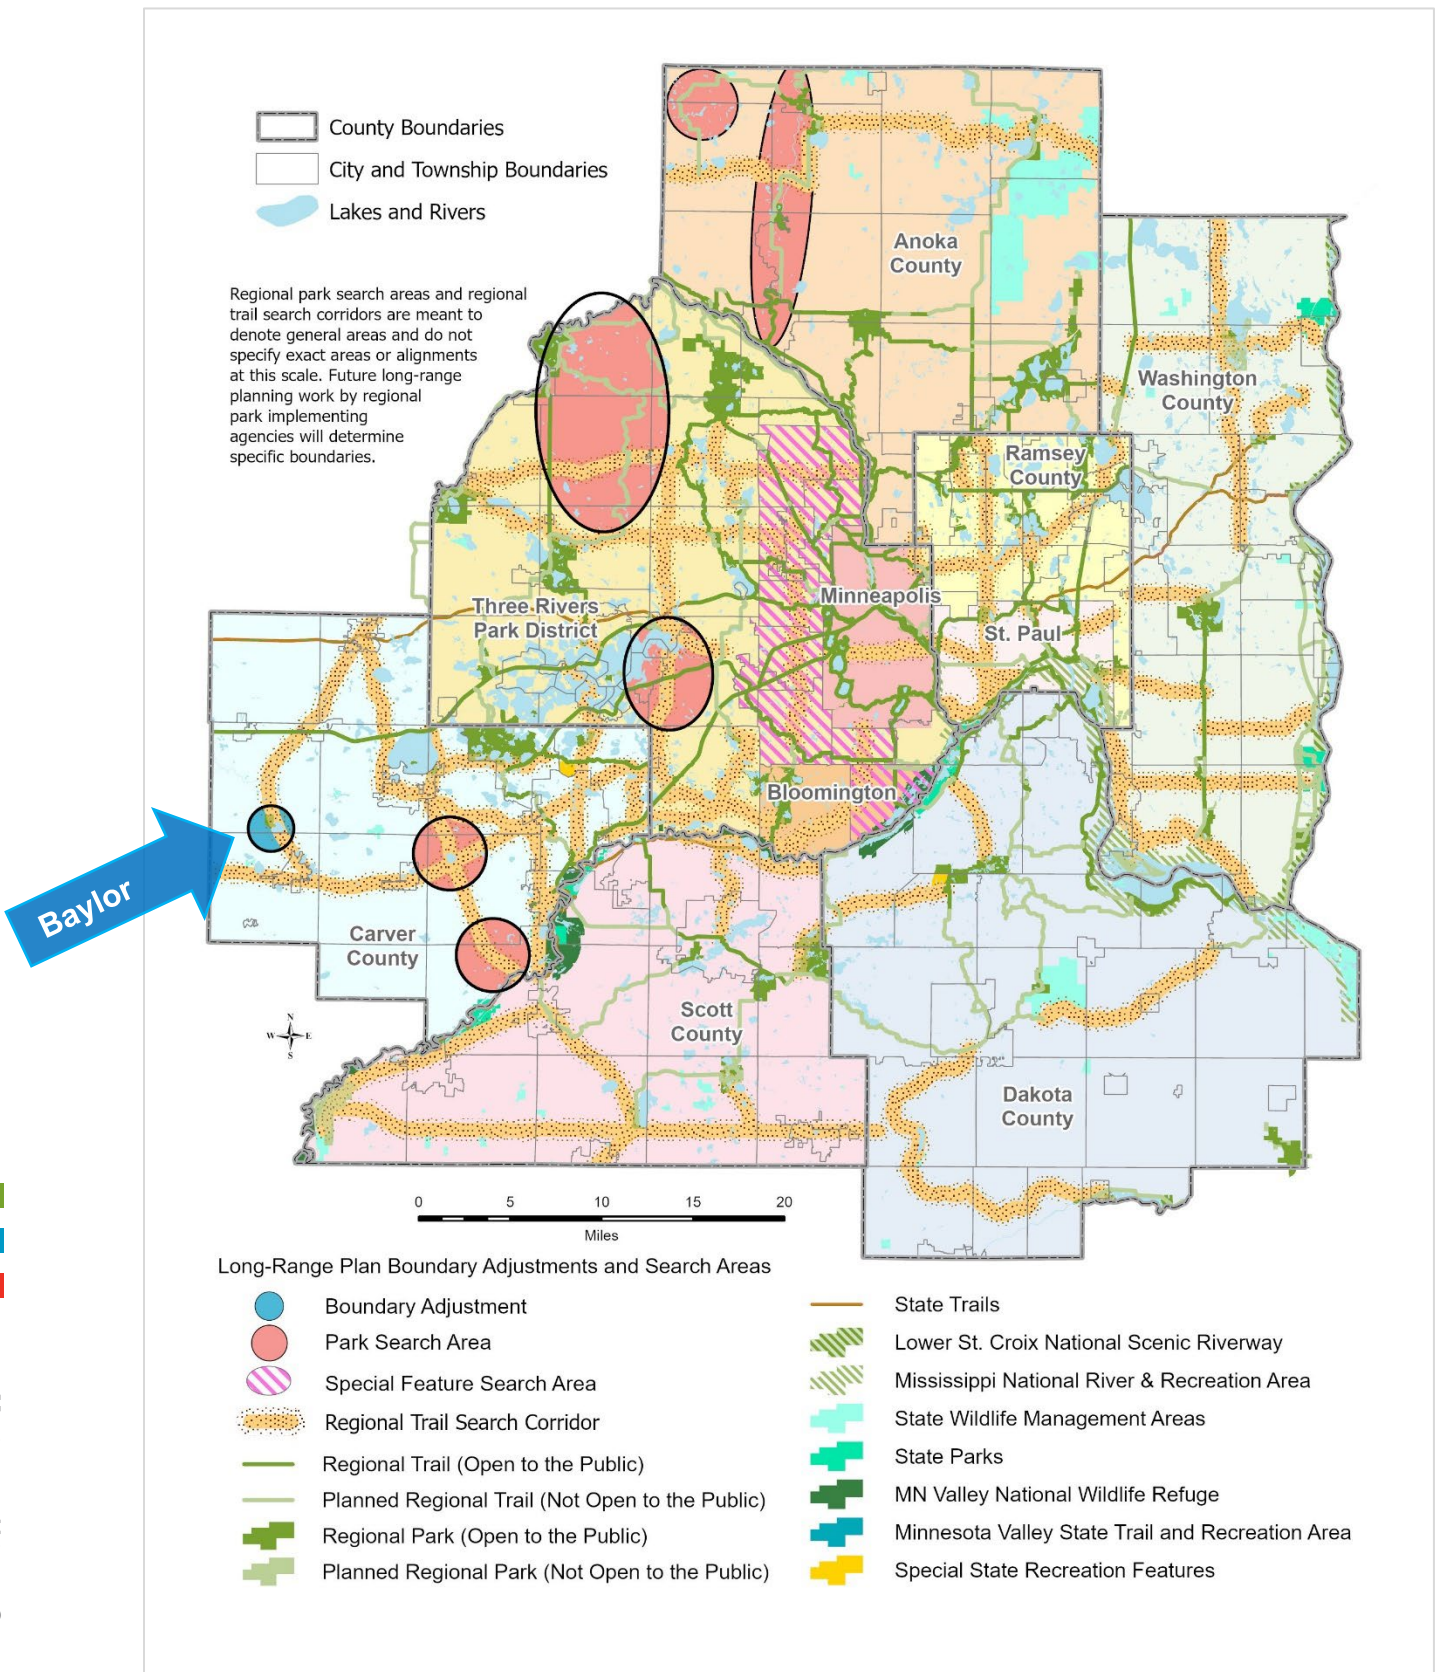 County Boundaries
City and Township Boundaries
Lakes and Rivers
Regional park search areas and regional
trail search corridors are meant to
denote general areas and do not
specify exact areas or alignments
at this scale. Future long-range
planning work by regional
park implementing
agencies will determine
specific boundaries.
Anoka
County
Washington
County
Ramsey
County
Minneapolis
Three Rivers
Park District
St. Paul
Bloomington
Baylor
Carver
County
Scott
County
Dakota
County
N
W E
S
0 5 10 15 20
Miles
Long-Range Plan Boundary Adjustments and Search Areas
Boundary Adjustment
Park Search Area
Special Feature Search Area
Regional Trail Search Corridor
Regional Trail (Open to the Public)
Planned Regional Trail (Not Open to the Public)
Regional Park (Open to the Public)
Planned Regional Park (Not Open to the Public)
State Trails
Lower St. Croix National Scenic Riverway
Mississippi National River & Recreation Area
State Wildlife Management Areas
State Parks
MN Valley National Wildlife Refuge
Minnesota Valley State Trail and Recreation Area
Special State Recreation Features